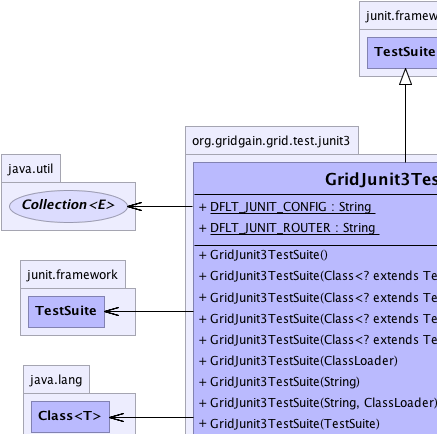 junit.framew
TestSuite
org.gridgain.grid.test.junit3
java.util
Collection<E>
GridJunit3Tes
+ DFLT_JUNIT_CONFIG : String
+ DFLT_JUNIT_ROUTER : String
+ GridJunit3TestSuite()
junit.framework
+ GridJunit3TestSuite(Class<? extends Te
+ GridJunit3TestSuite(Class<? extends Te
TestSuite
+ GridJunit3TestSuite(Class<? extends Te
+ GridJunit3TestSuite(Class<? extends Te
+ GridJunit3TestSuite(ClassLoader)
java.lang
+ GridJunit3TestSuite(String)
+ GridJunit3TestSuite(String, ClassLoader)
Class<T>
+ GridJunit3TestSuite(TestSuite)